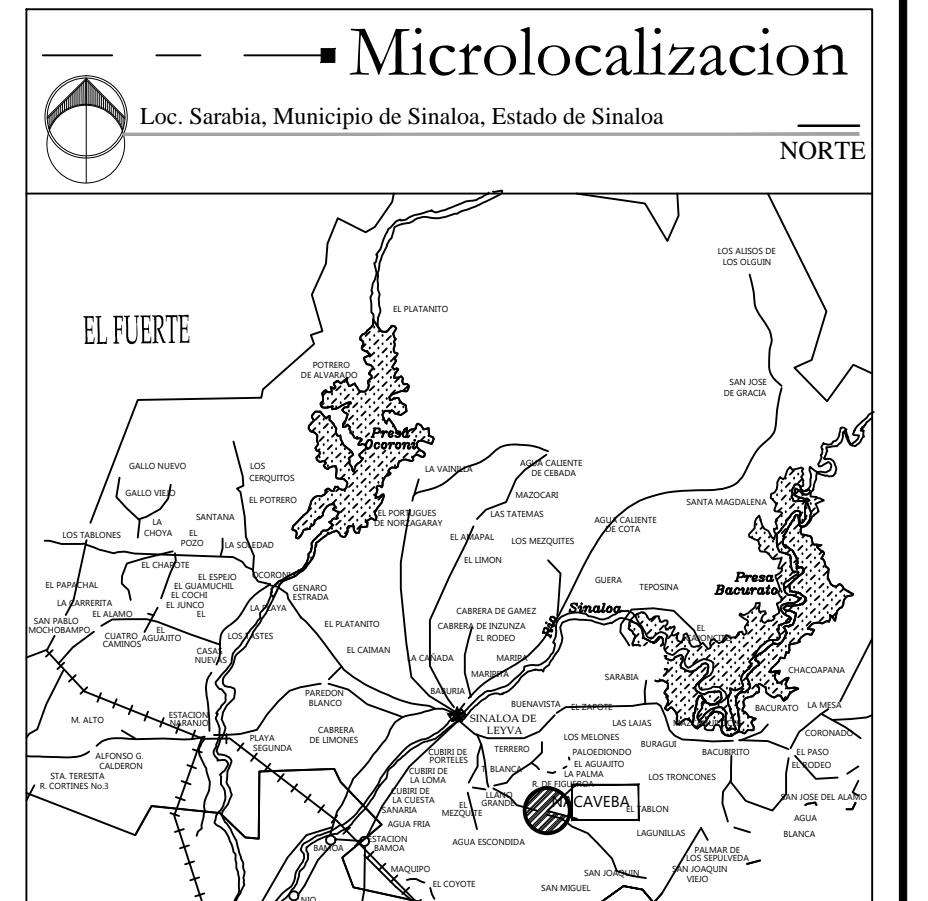 Microlocalizacion
Loc. Sarabia, Municipio de Sinaloa, Estado de Sinaloa
NORTE
LOS ALISOS DE
LOS OLGUIN
EL PLATANITO
EL FUERTE
POTRERO
DE ALVARADO
SAN JOSE
DE GRACIA
Presa
Ocoroni
GALLO NUEVO
LOS
CERQUITOS
LA VAINILLA
AGUA CALIENTE
DE CEBADA
GALLO VIEJO
EL POTRERO
MAZOCARI
SANTA MAGDALENA
SANTANA
EL PORTUGUES
DE NORZAGARAY
LAS TATEMAS
AGUA CALIENTE
DE COTA
LA
CHOYA
LOS TABLONES
EL
POZO
LA SOLEDAD
EL AMAPAL
LOS MEZQUITES
EL LIMON
EL CHAROTE
EL ESPEJO
OCORONI
GUERA
TEPOSINA
Presa
Bacurato
EL PAPACHAL
EL GUAMUCHIL
EL COCHI
GENARO
ESTRADA
LA CARRERITA
EL JUNCO
LA PLAYA
CABRERA DE GAMEZ
Rio
Sinaloa
EL ALAMO
EL
SAN PABLO
MOCHOBAMPO
EL PLATANITO
CABRERA DE INZUNZA
EL
CUATRO
CAMINOS
EL
AGUAJITO
LOS TASTES
EL RODEO
CASAS
NUEVAS
EL CAIMAN
LA CAÑADA
MARIPA
MARIPITA
SARABIA
CHACOAPANA
PAREDON
BLANCO
BABURIA
BUENAVISTA
EL ZAPOTE
BACURATO
LA MESA
M. ALTO
ESTACION
NARANJO
SINALOA DE
LEYVA
LAS LAJAS
CORONADO
PLAYA
SEGUNDA
CABRERA
DE LIMONES
LOS MELONES
BURAGUI
BACUBIRITO
ALFONSO G.
CALDERON
CUBIRI DE
PORTELES
TERRERO
PALOEDIONDO
EL PASO
EL RODEO
STA. TERESITA
R. CORTINES No.3
CUBIRI DE
LA LOMA
T. BLANCA
EL AGUAJITO
LA PALMA
LOS TRONCONES
R. DE FIGUEROA
CUBIRI DE
LA CUESTA
LLANO
GRANDE
NACAVEBA
SAN JOSE DEL ALAMO
SANARIA
EL
MEZQUITE
EL TABLON
AGUA
BLANCA
AGUA FRIA
LAGUNILLAS
BAMOA
ESTACION
BAMOA
AGUA ESCONDIDA
PALMAR DE
LOS SEPULVEDA
MAQUIPO
SAN JOAQUIN
SAN JOAQUIN
VIEJO
EL COYOTE
SAN MIGUEL
NIO